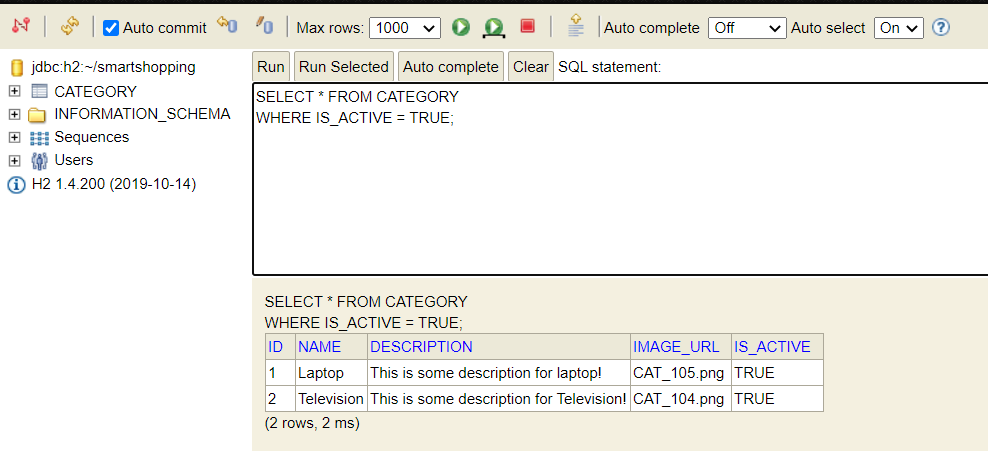 Auto commit Max rows: 1000 Auto complete Off Auto select On
jdbc:h2:~/smartshopping
CATEGORY
INFORMATION_SCHEMA
Sequences
Users
H2 1.4.200 (2019-10-14)
Run Run Selected Auto complete Clear SQL statement:
SELECT * FROM CATEGORY
WHERE IS_ACTIVE = TRUE;
SELECT * FROM CATEGORY
WHERE IS_ACTIVE = TRUE;
ID NAME DESCRIPTION IMAGE_URL IS_ACTIVE
1 Laptop This is some description for laptop! CAT_105.png TRUE
2 Television This is some description for Television! CAT_104.png TRUE
(2 rows, 2 ms)